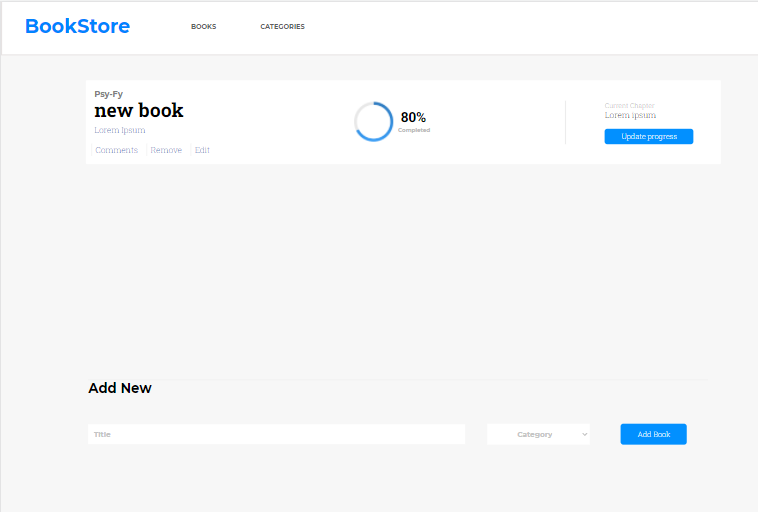 BookStore
BOOKS
CATEGORIES
Psy-Fy
new book
Lorem Ipsum
Comments
Remove
Edit
80%
Completed
Current Chapter
Lorem ipsum
Update progress
Add New
Title
Category
Add Book